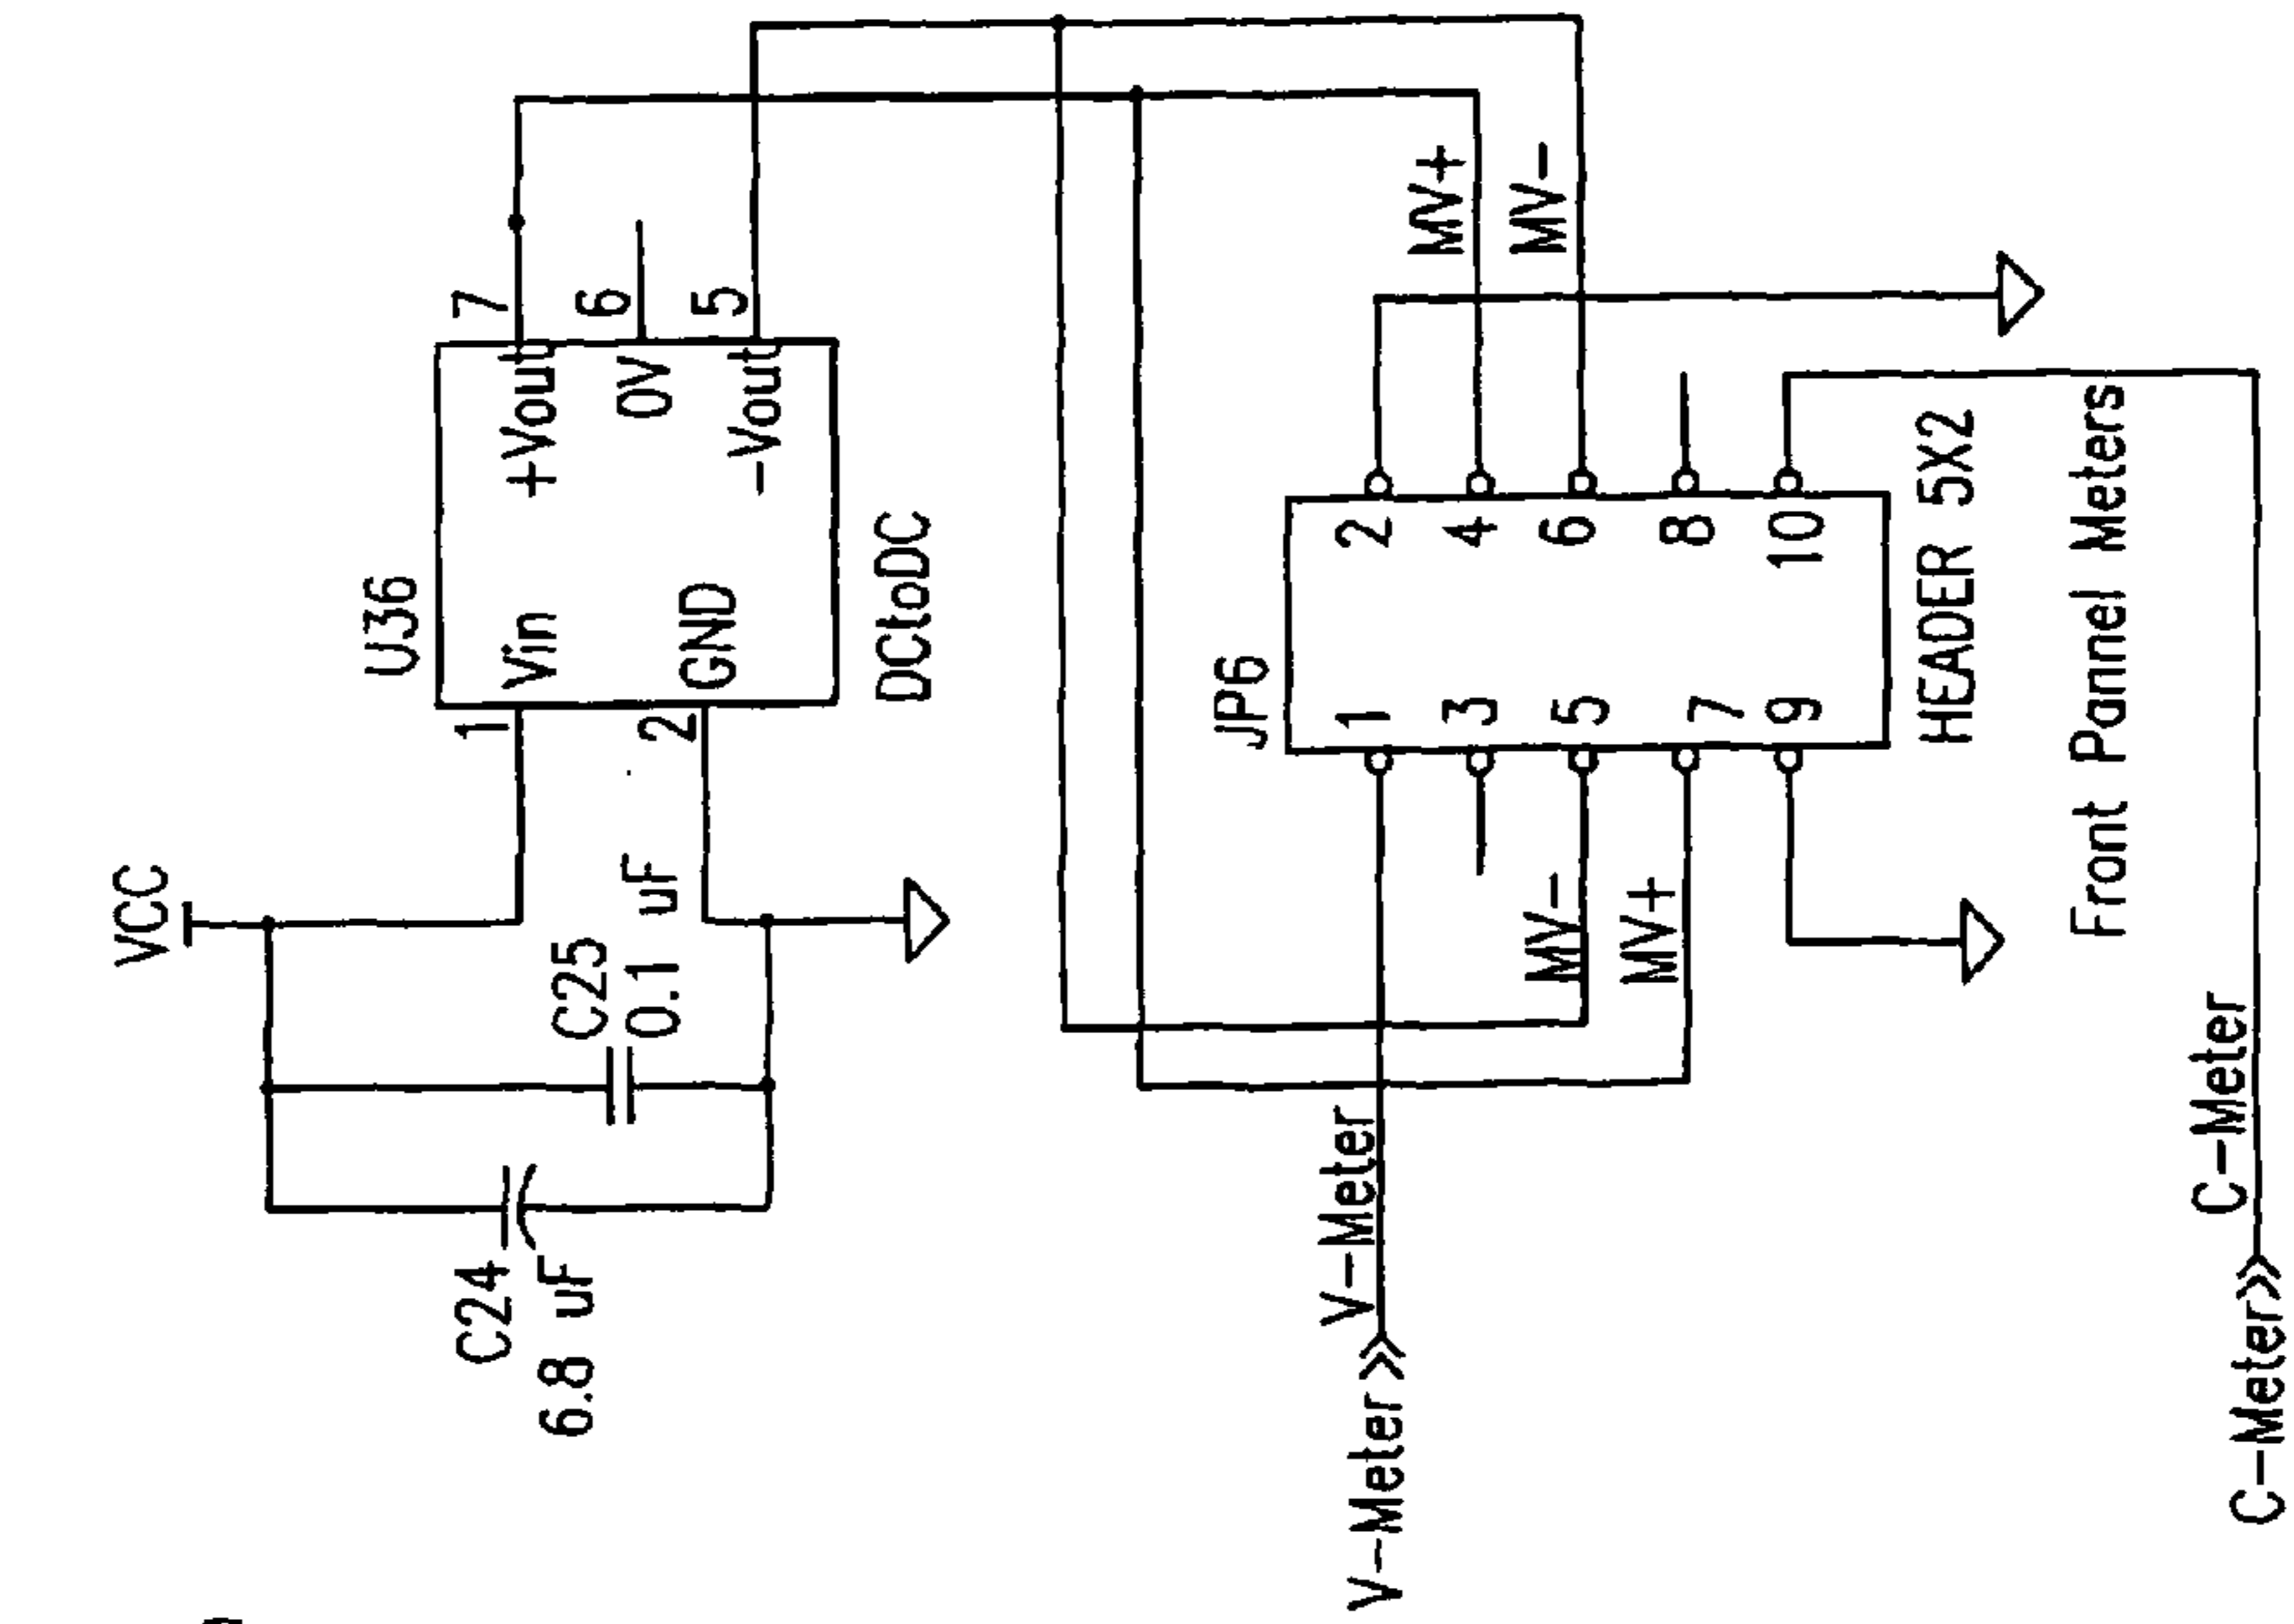 VCC
U36
1
Vin
+Vout
7
0V
6
2
GND
-Vout
5
DCtoDC
C24
6.8 uF
C25
0.1 uF
MV+
MV-
JP6
1
2
3
4
5
6
7
8
9
10
MV-
MV+
HEADER 5X2
Front Pannel Meters
V-Meter
V-Meter
C-Meter
C-Meter